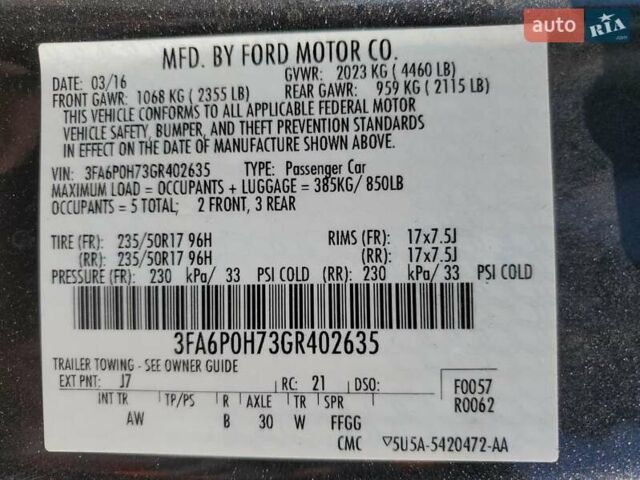 auto RIA.com
MFD. BY FORD MOTOR CO.
DATE: 03/16 GVWR: 2023 KG ( 4460 LB)
FRONT GAWR: 1068 KG ( 2355 LB) REAR GAWR: 959 KG ( 2115 LB)
THIS VEHICLE CONFORMS TO ALL APPLICABLE FEDERAL MOTOR
VEHICLE SAFETY, BUMPER, AND THEFT PREVENTION STANDARDS
IN EFFECT ON THE DATE OF MANUFACTURE SHOWN ABOVE.
VIN: 3FA6P0H73GR402635 TYPE: Passenger Car
MAXIMUM LOAD = OCCUPANTS + LUGGAGE = 385KG/ 850LB
OCCUPANTS = 5 TOTAL; 2 FRONT, 3 REAR
TIRE (FR): 235/50R17 96H RIMS (FR): 17x7.5J
(RR): 235/50R17 96H (RR): 17x7.5J
PRESSURE (FR): 230 kPa/ 33 PSI COLD (RR): 230 kPa/ 33 PSI COLD
3FA6P0H73GR402635
TRAILER TOWING - SEE OWNER GUIDE
EXT PNT: J7 RC: 21 DSO: F0057
INT TR TP/PS R AXLE TR SPR R0062
AW B 30 W FFGG
CMC ▽5U5A-5420472-AA